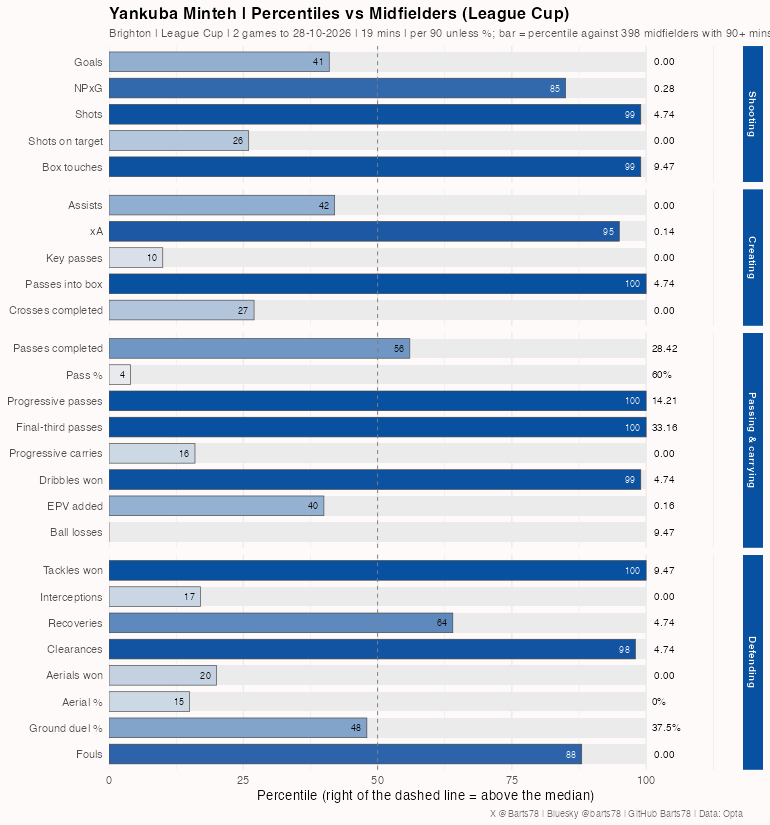 Yankuba Minteh | Percentiles vs Midfielders (League Cup)
Brighton | League Cup | 2 games to 28-10-2026 | 19 mins | per 90 unless %; bar = percentile against 398 midfielders with 90+ mins
Goals 41 0.00
NPxG 85 0.28
Shots 99 4.74
Shots on target 26 0.00
Box touches 99 9.47
Shooting
Assists 42 0.00
xA 95 0.14
Key passes 10 0.00
Passes into box 100 4.74
Crosses completed 27 0.00
Creating
Passes completed 56 28.42
Pass % 4 60%
Progressive passes 100 14.21
Final-third passes 100 33.16
Progressive carries 16 0.00
Dribbles won 99 4.74
EPV added 40 0.16
Ball losses 9.47
Passing & carrying
Tackles won 100 9.47
Interceptions 17 0.00
Recoveries 64 4.74
Clearances 98 4.74
Aerials won 20 0.00
Aerial % 15 0%
Ground duel % 48 37.5%
Fouls 88 0.00
Defending
0 25 50 75 100
Percentile (right of the dashed line = above the median)
X @Barts78 | Bluesky @barts78 | GitHub Barts78 | Data: Opta